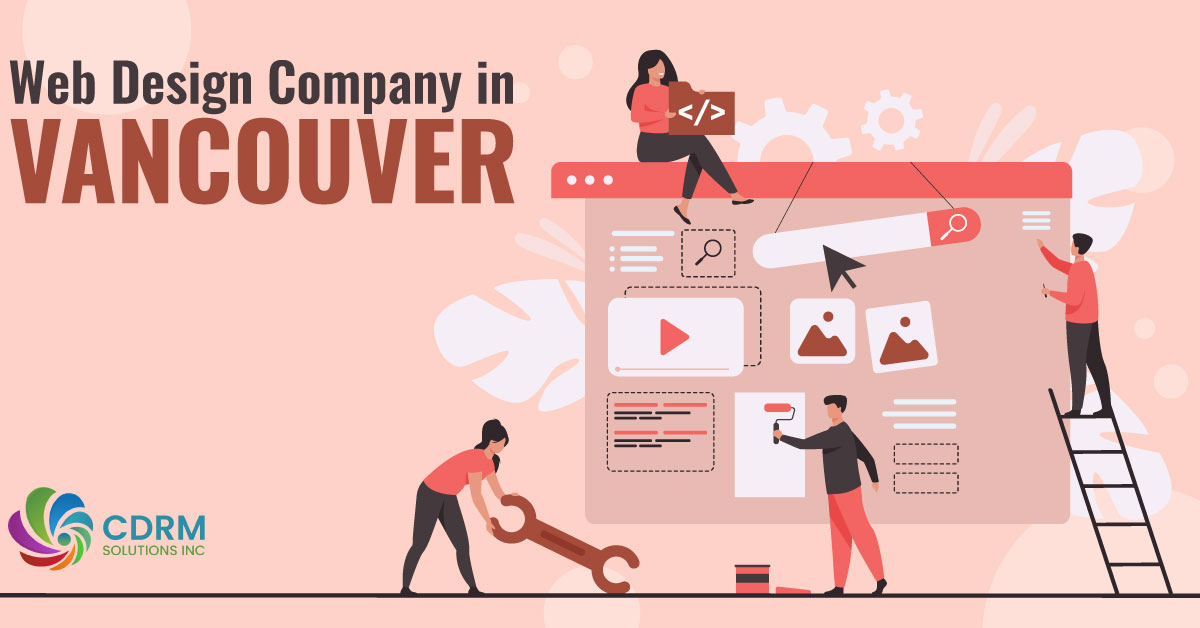 Web Design Company in
VANCOUVER
</>
CDRM
SOLUTIONS INC